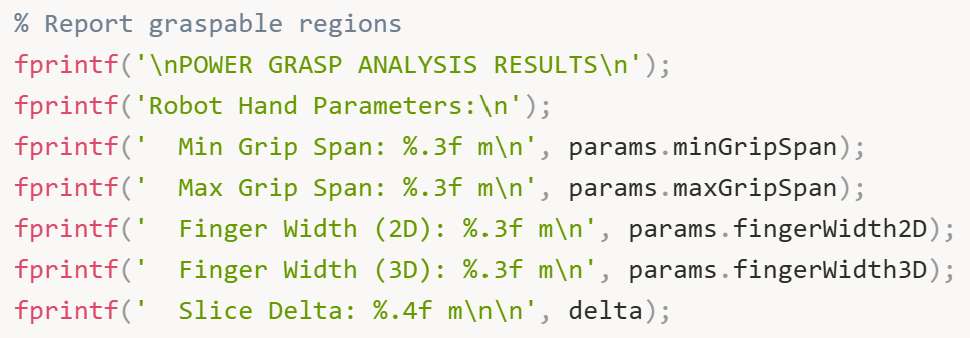 % Report graspable regions
fprintf('\nPOWER GRASP ANALYSIS RESULTS\n');
fprintf('Robot Hand Parameters:\n');
fprintf('  Min Grip Span: %.3f m\n', params.minGripSpan);
fprintf('  Max Grip Span: %.3f m\n', params.maxGripSpan);
fprintf('  Finger Width (2D): %.3f m\n', params.fingerWidth2D);
fprintf('  Finger Width (3D): %.3f m\n', params.fingerWidth3D);
fprintf('  Slice Delta: %.4f m\n\n', delta);